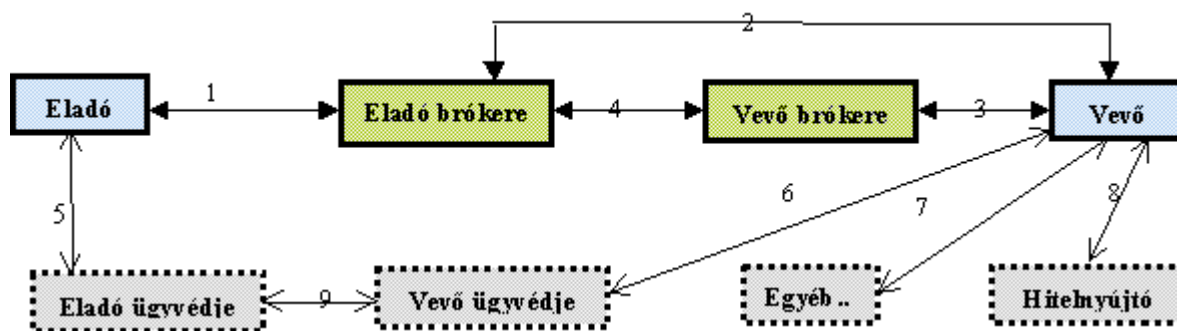 2
Eladó
1
Eladó brókere
4
Vevő brókere
3
Vevő
5
6
7
8
Eladó ügyvédje
9
Vevő ügyvédje
Egyéb ..
Hitelnyújtó